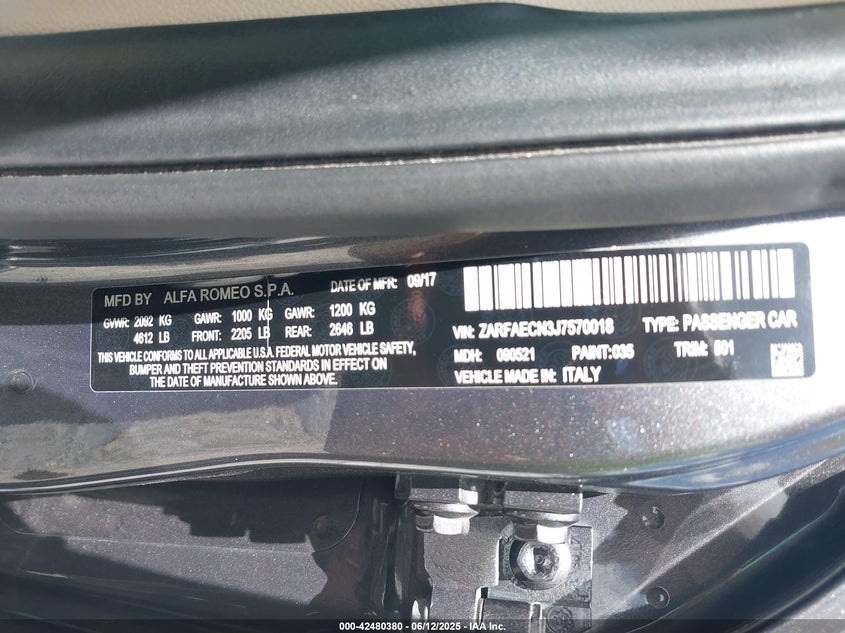 MFD BY ALFA ROMEO S.P.A. DATE OF MFR: 09/17
GVWR: 2092 KG GAWR: 1000 KG GAWR: 1200 KG
4612 LB FRONT: 2205 LB REAR: 2646 LB
THIS VEHICLE CONFORMS TO ALL APPLICABLE U.S.A. FEDERAL MOTOR VEHICLE SAFETY,
BUMPER AND THEFT PREVENTION STANDARDS IN EFFECT ON
THE DATE OF MANUFACTURE SHOWN ABOVE.
VIN: ZARFAECN3J7570018 TYPE: PASSENGER CAR
MDH: 090521 PAINT:035 TRIM: 501
VEHICLE MADE IN: ITALY
000-42480380 - 06/12/2025 - IAA Inc.